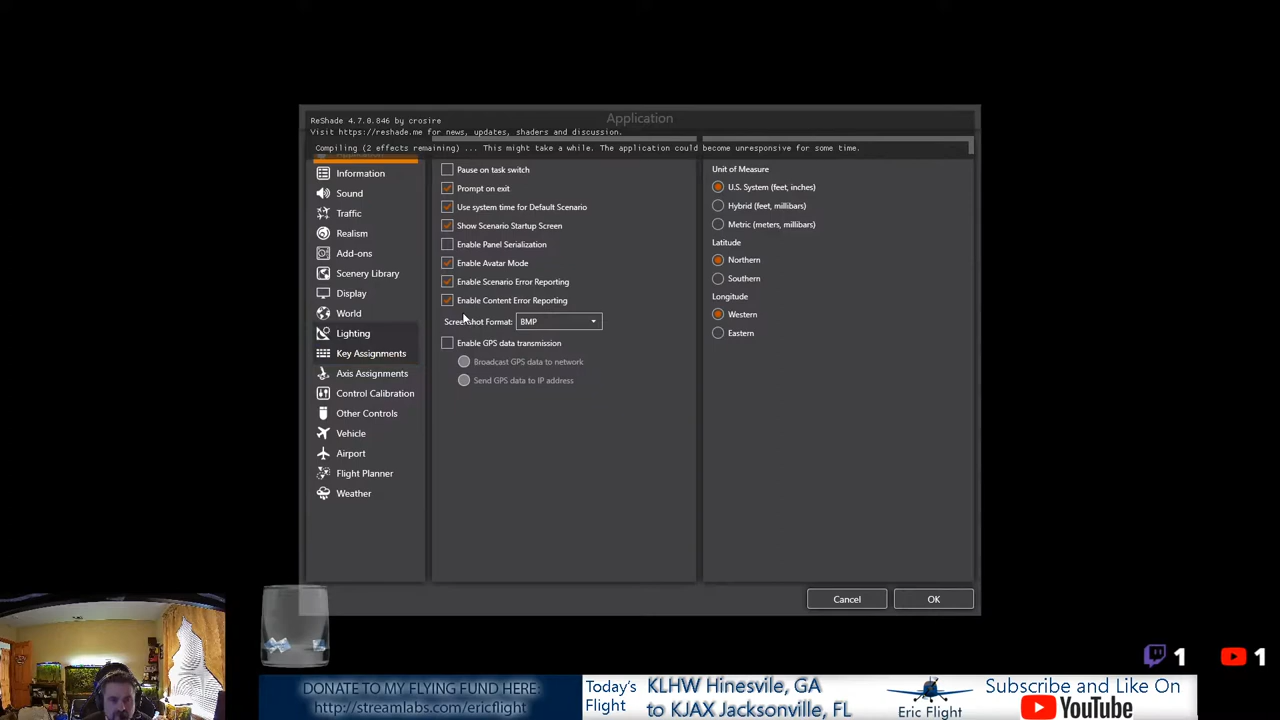 Application
ReShade 4.7.0.846 by crosire
Visit https://reshade.me for news, updates, shaders and discussion.
Compiling (2 effects remaining) ... This might take a while. The application could become unresponsive for some time.
Information
Sound
Traffic
Realism
Add-ons
Scenery Library
Display
World
Lighting
Key Assignments
Axis Assignments
Control Calibration
Other Controls
Vehicle
Airport
Flight Planner
Weather
Pause on task switch
Prompt on exit
Use system time for Default Scenario
Show Scenario Startup Screen
Enable Panel Serialization
Enable Avatar Mode
Enable Scenario Error Reporting
Enable Content Error Reporting
Screenshot Format: BMP
Enable GPS data transmission
Broadcast GPS data to network
Send GPS data to IP address
Unit of Measure
U.S. System (feet, inches)
Hybrid (feet, millibars)
Metric (meters, millibars)
Latitude
Northern
Southern
Longitude
Western
Eastern
Cancel
OK
1
1
DONATE TO MY FLYING FUND HERE
http://streamlabs.com/ericflight
Today's
Flight
KLHW Hinesvile, GA
to KJAX Jacksonville, FL
Eric Flight
Subscribe and Like On
YouTube